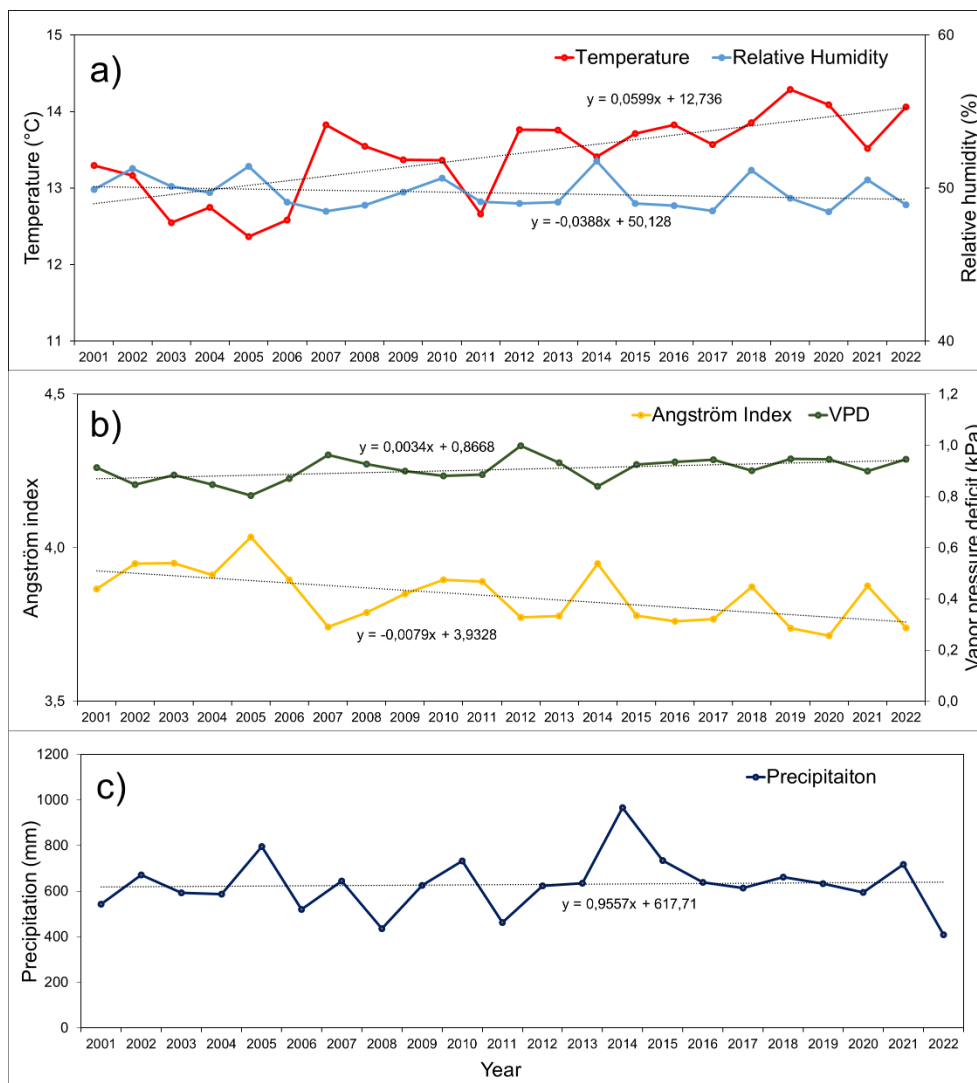 a)
Temperature
Relative Humidity
y = 0,0599x + 12,736
y = -0,0388x + 50,128
Temperature (°C)
Relative humidity (%)
15
14
13
12
11
60
50
40
2001 2002 2003 2004 2005 2006 2007 2008 2009 2010 2011 2012 2013 2014 2015 2016 2017 2018 2019 2020 2021 2022
b)
Angström Index
VPD
y = 0,0034x + 0,8668
y = -0,0079x + 3,9328
Angström index
Vapor pressure deficit (kPa)
4,5
4,0
3,5
1,2
1,0
0,8
0,6
0,4
0,2
0,0
2001 2002 2003 2004 2005 2006 2007 2008 2009 2010 2011 2012 2013 2014 2015 2016 2017 2018 2019 2020 2021 2022
c)
Precipitaiton
y = 0,9557x + 617,71
Precipitation (mm)
1200
1000
800
600
400
200
0
2001 2002 2003 2004 2005 2006 2007 2008 2009 2010 2011 2012 2013 2014 2015 2016 2017 2018 2019 2020 2021 2022
Year